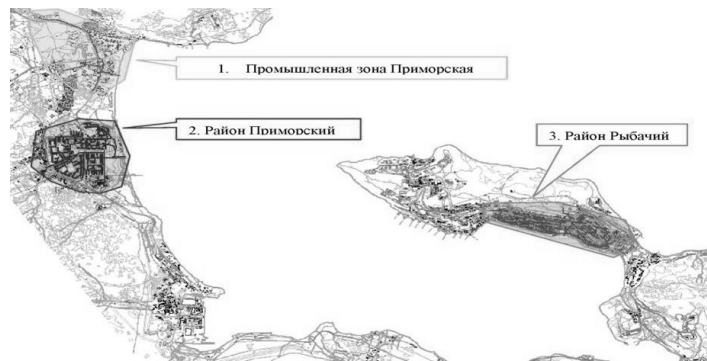 1. Промышленная зона Приморская
2. Район Приморский
3. Район Рыбачий